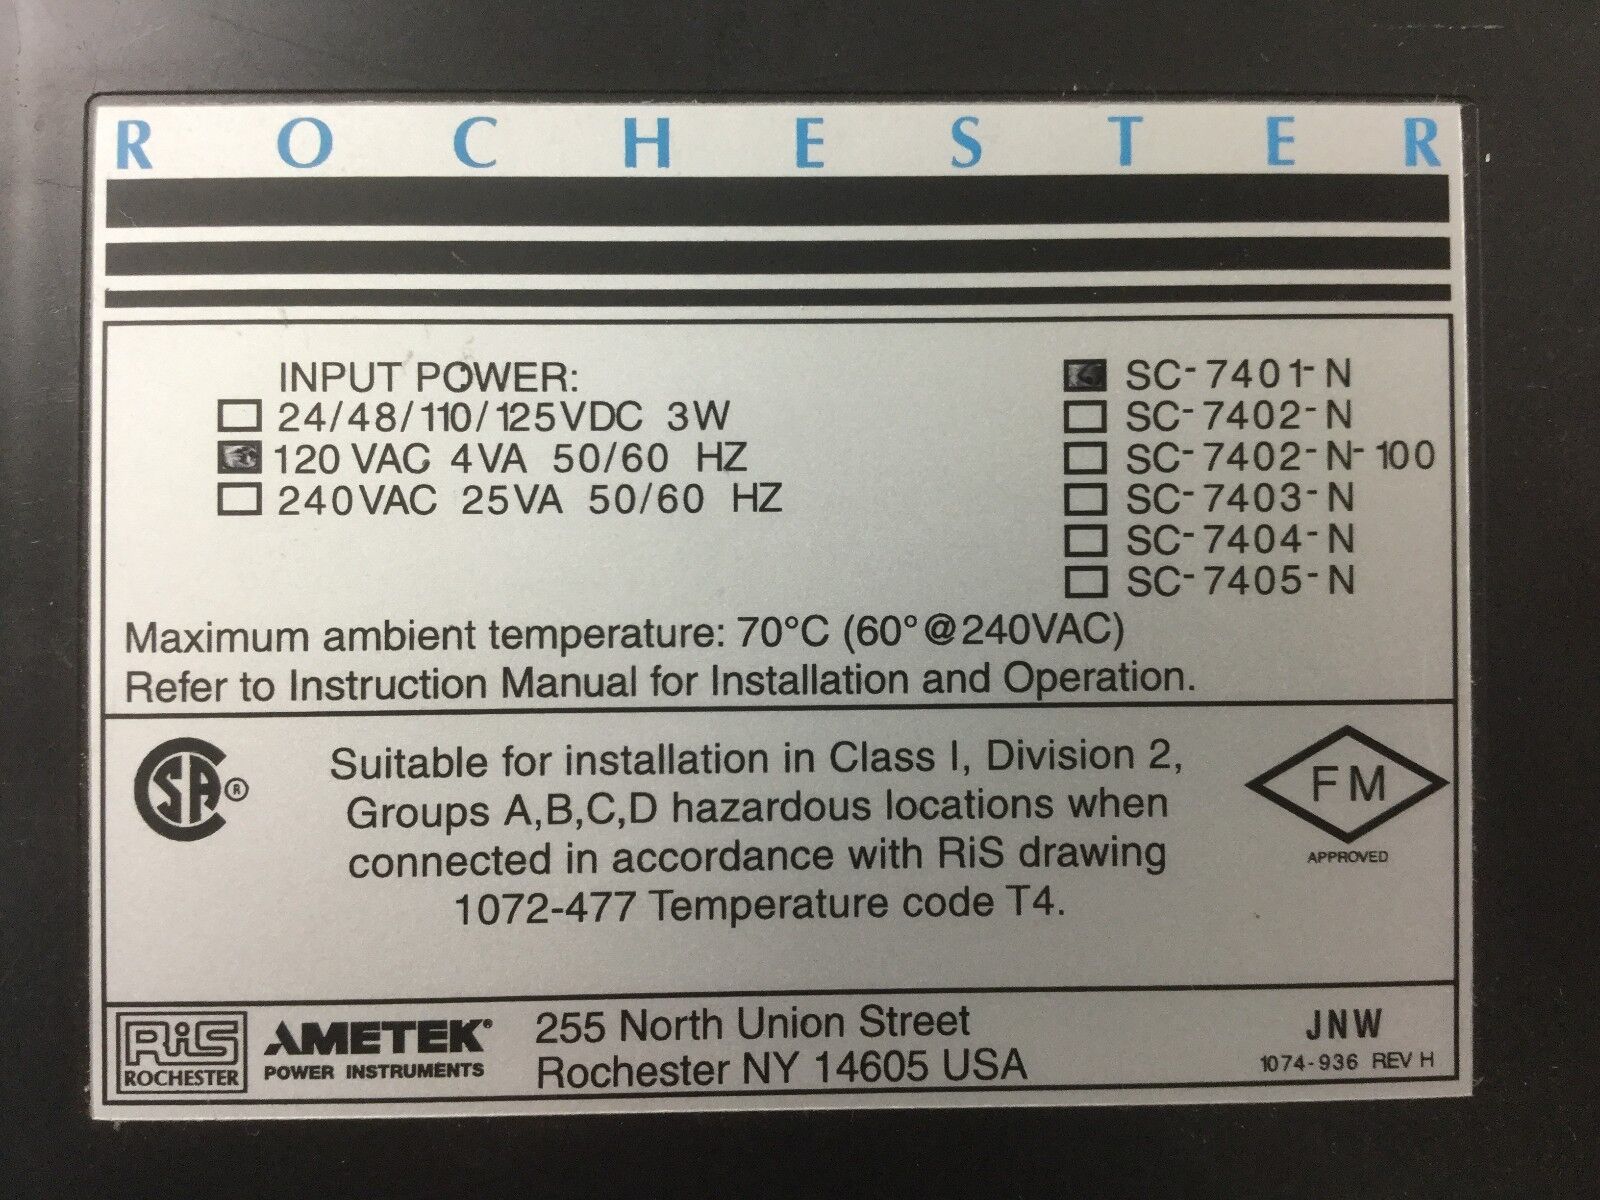 ROCHESTER
INPUT POWER:
24/48/110/125VDC 3W
120 VAC 4VA 50/60 HZ
240VAC 25VA 50/60 HZ
SC-7401-N
SC-7402-N
SC-7402-N-100
SC-7403-N
SC-7404-N
SC-7405-N
Maximum ambient temperature: 70°C (60°@240VAC)
Refer to Instruction Manual for Installation and Operation.
SA®
Suitable for installation in Class I, Division 2,
Groups A,B,C,D hazardous locations when
connected in accordance with RiS drawing
1072-477 Temperature code T4.
FM
APPROVED
RiS
ROCHESTER
AMETEK®
POWER INSTRUMENTS
255 North Union Street
Rochester NY 14605 USA
JNW
1074-936 REV H